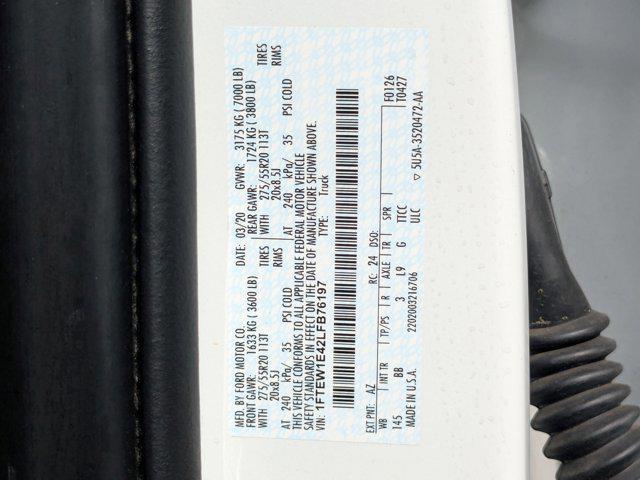 MFD. BY FORD MOTOR CO. DATE: 03/20 GVWR: 3175 KG ( 7000 LB)
FRONT GAWR: 1633 KG ( 3600 LB) REAR GAWR: 1724 KG ( 3800 LB)
WITH 275/55R20 113T TIRES WITH 275/55R20 113T TIRES
20x8.5J RIMS 20x8.5J RIMS
AT 240 kPa/ 35 PSI COLD AT 240 kPa/ 35 PSI COLD
THIS VEHICLE CONFORMS TO ALL APPLICABLE FEDERAL MOTOR VEHICLE
SAFETY STANDARDS IN EFFECT ON THE DATE OF MANUFACTURE SHOWN ABOVE.
VIN: 1FTEW1E42LFB76197 TYPE: Truck
F0126
T0427
EXT PNT: AZ RC: 24 DSO:
WB INT TR TP/PS R AXLE TR SPR
145 BB 3 L9 G TTCC
MADE IN U.S.A. 2202003216706 ULC
▽ 5U5A-3520472-AA